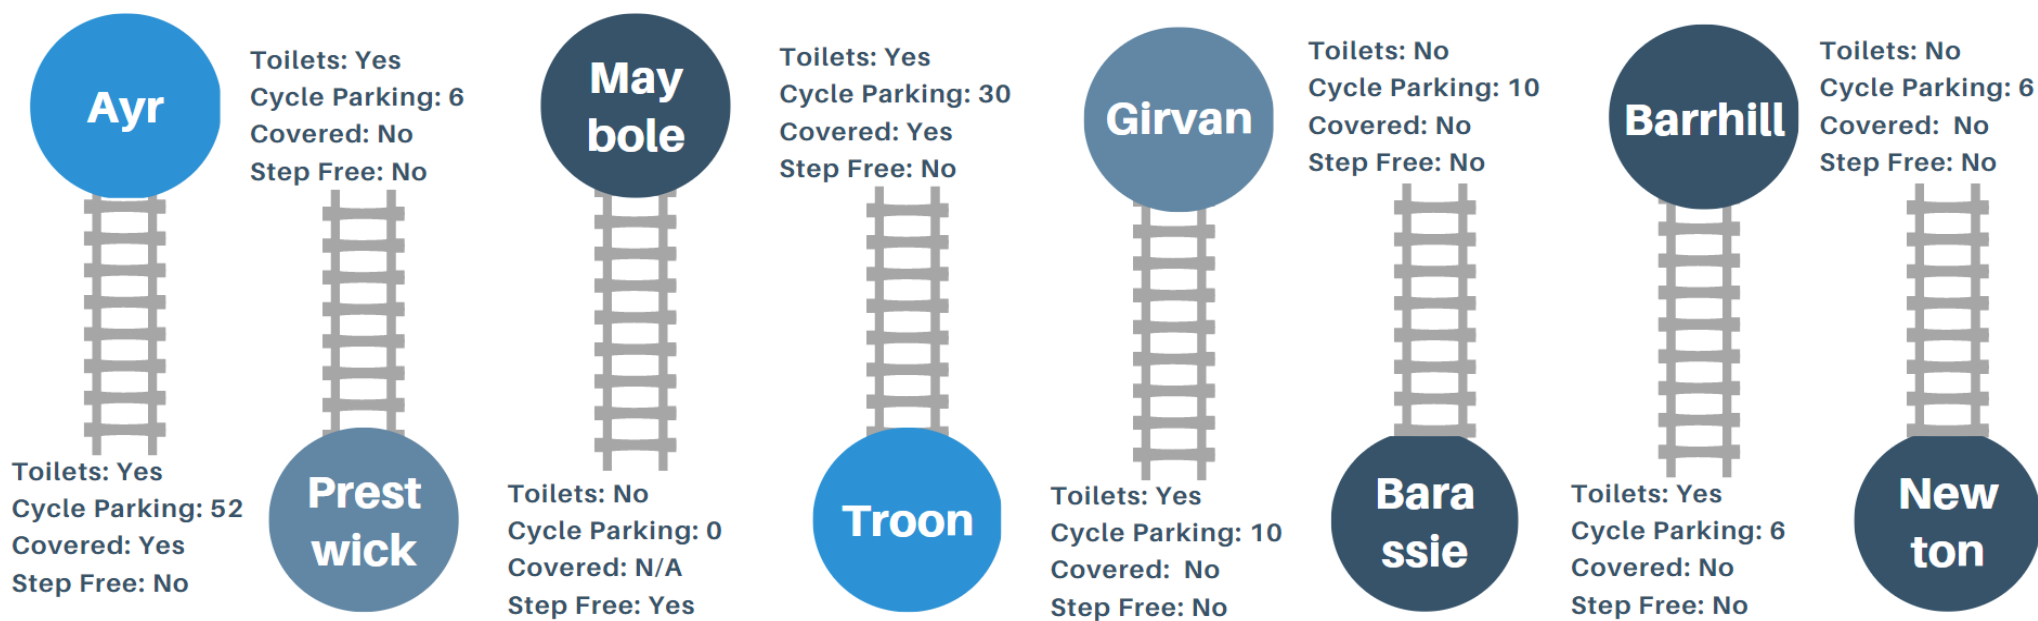 Ayr
Toilets: Yes
Cycle Parking: 52
Covered: Yes
Step Free: No
Toilets: Yes
Cycle Parking: 6
Covered: No
Step Free: No
Prest
wick
May
bole
Toilets: No
Cycle Parking: 0
Covered: N/A
Step Free: Yes
Toilets: Yes
Cycle Parking: 30
Covered: Yes
Step Free: No
Troon
Girvan
Toilets: Yes
Cycle Parking: 10
Covered: No
Step Free: No
Toilets: No
Cycle Parking: 10
Covered: No
Step Free: No
Bara
ssie
Barrhill
Toilets: Yes
Cycle Parking: 6
Covered: No
Step Free: No
Toilets: No
Cycle Parking: 6
Covered: No
Step Free: No
New
ton